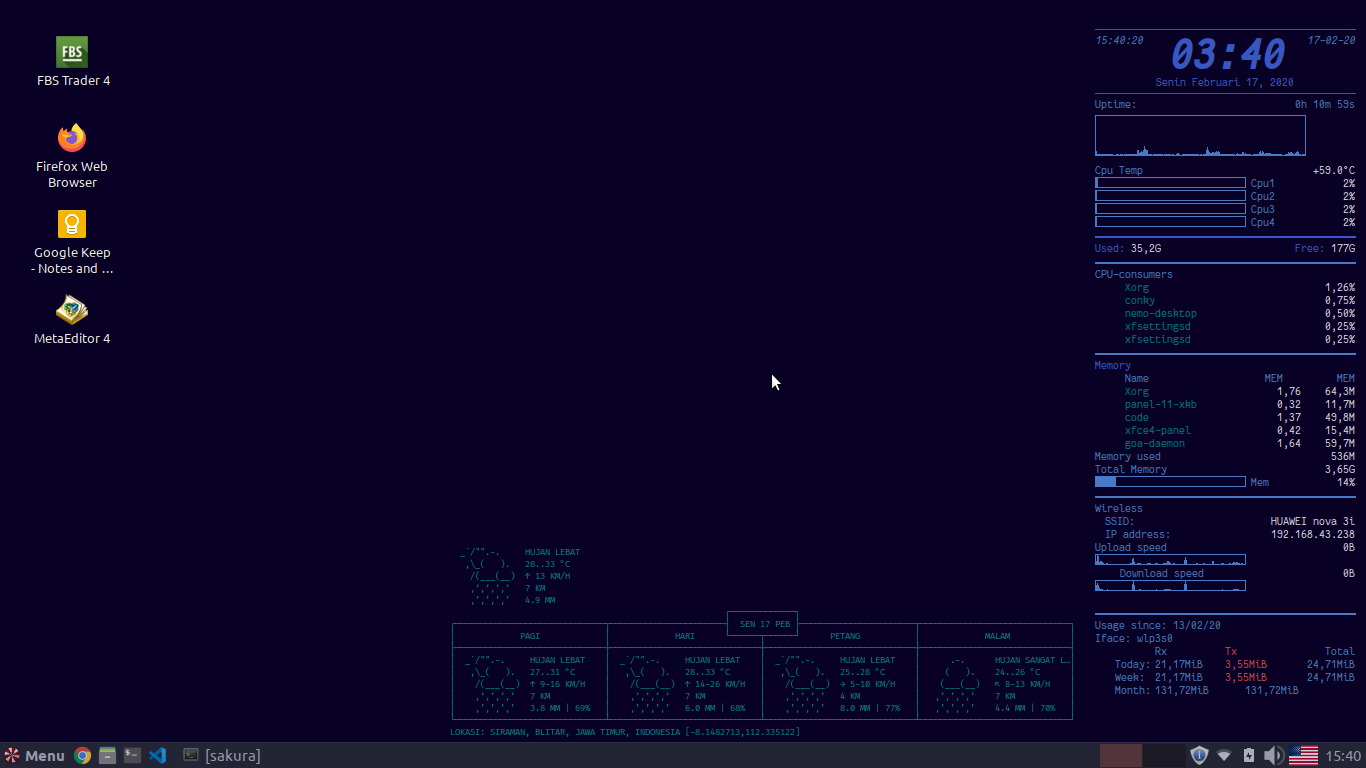 FBS
FBS Trader 4
Firefox Web
Browser
Google Keep
- Notes and ...
MetaEditor 4
15:40:20 03:40 17-02-20
Senin Februari 17, 2020
Uptime: 0h 10m 59s
Cpu Temp +59.0°C
Cpu1 2%
Cpu2 2%
Cpu3 2%
Cpu4 2%
Used: 35,2G Free: 177G
CPU-consumers
Xorg 1,26%
conky 0,75%
nemo-desktop 0,50%
xfsettingsd 0,25%
xfsettingsd 0,25%
Memory
Name MEM MEM
Xorg 1,76 64,3M
panel-11-xkb 0,32 11,7M
code 1,37 49,8M
xfce4-panel 0,42 15,4M
goa-daemon 1,64 59,7M
Memory used 536M
Total Memory 3,65G
Mem 14%
Wireless
SSID: HUAWEI nova 3i
IP address: 192.168.43.238
Upload speed 0B
Download speed 0B
Usage since: 13/02/20
Iface: wlp3s0
Rx Tx Total
Today: 21,17MiB 3,55MiB 24,71MiB
Week: 21,17MiB 3,55MiB 24,71MiB
Month: 131,72MiB 131,72MiB
HUJAN LEBAT
28..33 °C
↑ 13 KM/H
7 KM
4.9 MM
SEN 17 PEB
PAGI HARI PETANG MALAM
HUJAN LEBAT HUJAN LEBAT HUJAN LEBAT HUJAN SANGAT L…
27..31 °C 28..33 °C 25..28 °C 24..26 °C
↑ 9-16 KM/H ↑ 14-26 KM/H → 5-10 KM/H ↖ 8-13 KM/H
7 KM 7 KM 4 KM 7 KM
3.8 MM | 69% 6.0 MM | 68% 8.0 MM | 77% 4.4 MM | 70%
LOKASI: SIRAMAN, BLITAR, JAWA TIMUR, INDONESIA [-8.1482713,112.335122]
Menu [sakura] 15:40